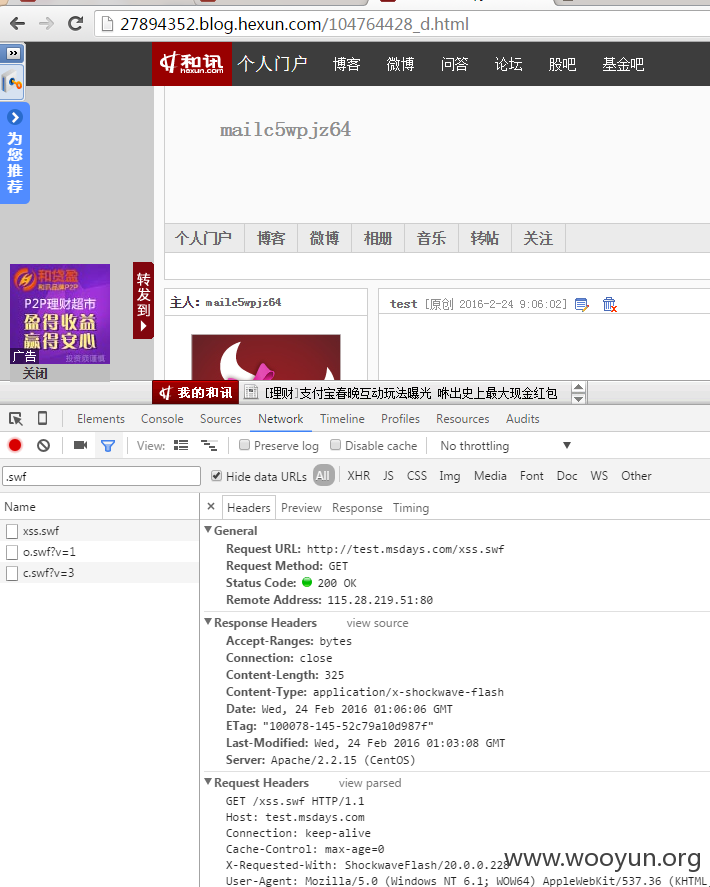 27894352.blog.hexun.com/104764428_d.html
和讯 hexun.com 个人门户 博客 微博 问答 论坛 股吧 基金吧
为您推荐
mailc5wpjz64
个人门户 博客 微博 相册 音乐 转帖 关注
和贷盈
和讯品牌P2P
P2P理财超市
盈得收益
赢得安心
投资须谨慎
广告
关闭
转发到
主人: mailc5wpjz64
test [原创 2016-2-24 9:06:02]
我的和讯 [理财]支付宝春晚互动玩法曝光 咻出史上最大现金红包
Elements Console Sources Network Timeline Profiles Resources Audits
View: Preserve log Disable cache No throttling
.swf Hide data URLs All XHR JS CSS Img Media Font Doc WS Other
Name
xss.swf
o.swf?v=1
c.swf?v=3
× Headers Preview Response Timing
General
Request URL: http://test.msdays.com/xss.swf
Request Method: GET
Status Code: 200 OK
Remote Address: 115.28.219.51:80
Response Headers view source
Accept-Ranges: bytes
Connection: close
Content-Length: 325
Content-Type: application/x-shockwave-flash
Date: Wed, 24 Feb 2016 01:06:06 GMT
ETag: "100078-145-52c79a10d987f"
Last-Modified: Wed, 24 Feb 2016 01:03:08 GMT
Server: Apache/2.2.15 (CentOS)
Request Headers view parsed
GET /xss.swf HTTP/1.1
Host: test.msdays.com
Connection: keep-alive
Cache-Control: max-age=0
X-Requested-With: ShockwaveFlash/20.0.0.228
www.wooyun.org
User-Agent: Mozilla/5.0 (Windows NT 6.1; WOW64) AppleWebKit/537.36 (KHTML,